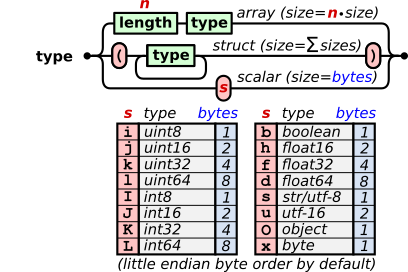 n
length type array (size=n•size)
type ( type struct (size=∑sizes) )
s scalar (size=bytes)
s type bytes s type bytes
i uint8 1 b boolean 1
j uint16 2 h float16 2
k uint32 4 f float32 4
l uint64 8 d float64 8
I int8 1 s str/utf-8 1
J int16 2 u utf-16 2
K int32 4 O object 1
L int64 8 x byte 1
(little endian byte order by default)